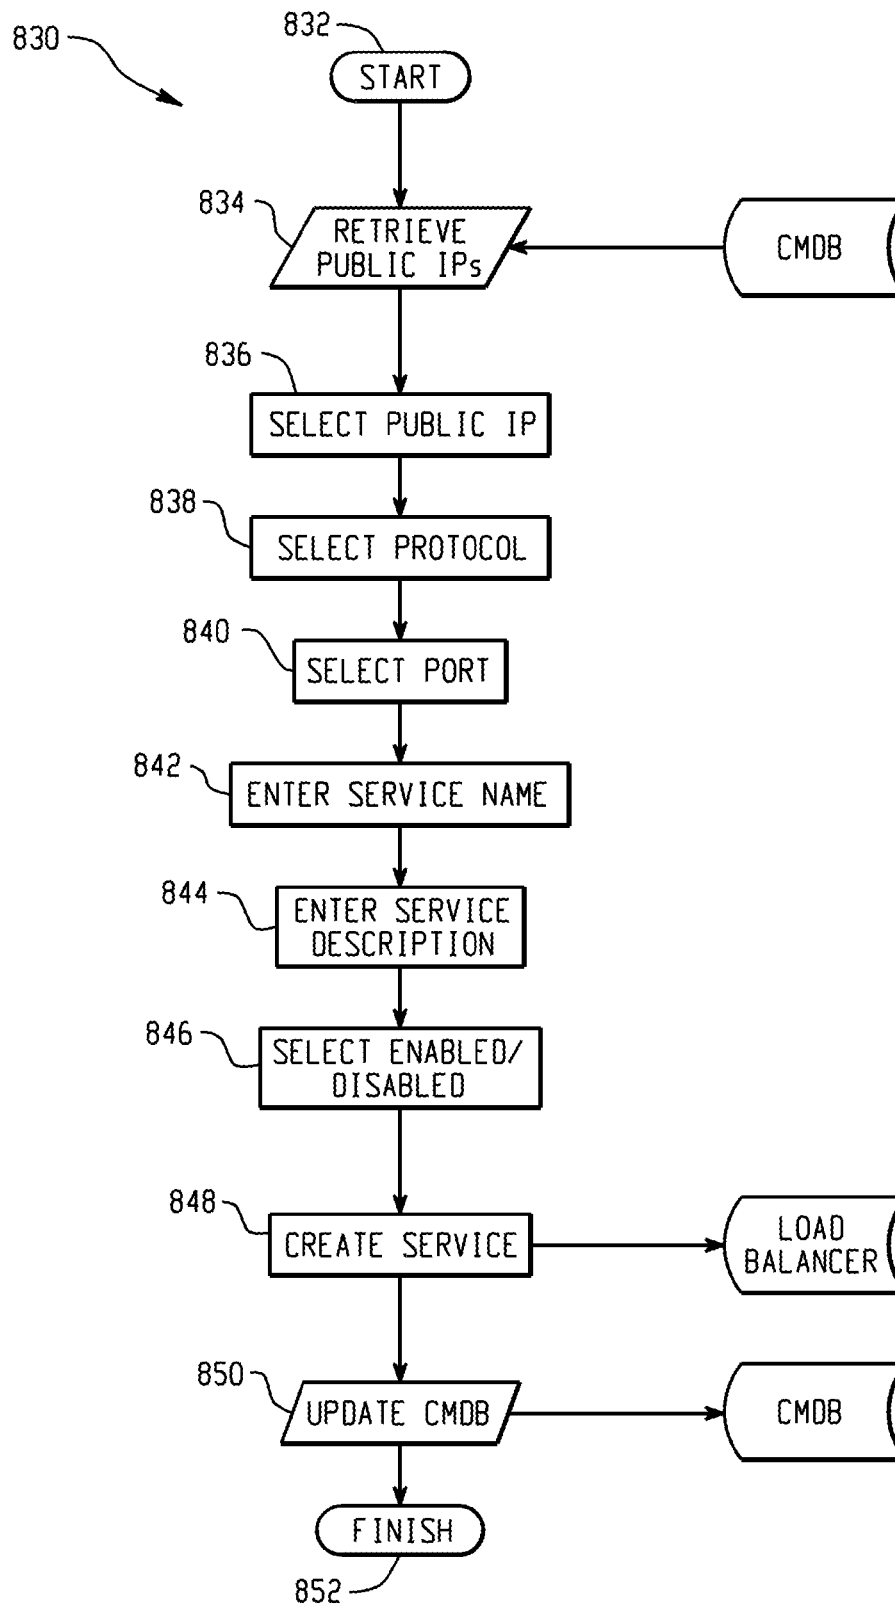 830
832
START
834
RETRIEVE
PUBLIC IPs
CMDB
836
SELECT PUBLIC IP
838
SELECT PROTOCOL
840
SELECT PORT
842
ENTER SERVICE NAME
844
ENTER SERVICE
DESCRIPTION
846
SELECT ENABLED/
DISABLED
848
CREATE SERVICE
LOAD
BALANCER
850
UPDATE CMDB
CMDB
FINISH
852